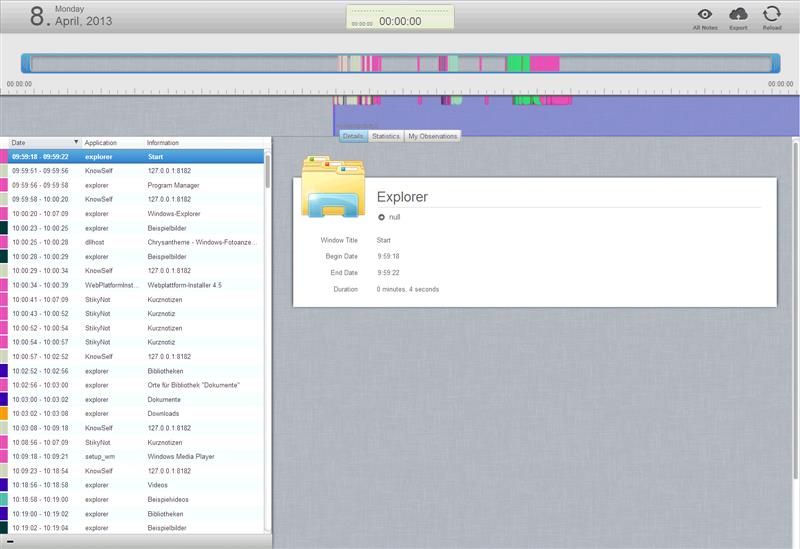 8. Monday
April, 2013
00:00:00 00:00:00
All Notes Export Reload
00:00:00 00:00:00
Details Statistics My Observations
Date Application Information
09:59:18 - 09:59:22 explorer Start
09:59:51 - 09:59:56 KnowSelf 127.0.0.1:8182
09:59:56 - 09:59:58 explorer Program Manager
09:59:58 - 10:00:20 KnowSelf 127.0.0.1:8182
10:00:20 - 10:07:09 explorer Windows-Explorer
10:00:23 - 10:00:25 explorer Beispielbilder
10:00:25 - 10:00:28 dllhost Chrysantheme - Windows-Fotoanze...
10:00:28 - 10:00:29 explorer Beispielbilder
10:00:29 - 10:00:34 KnowSelf 127.0.0.1:8182
10:00:34 - 10:00:39 WebPlatformInst... Webplattform-Installer 4.5
10:00:41 - 10:07:09 StikyNot Kurznotizen
10:00:43 - 10:00:52 StikyNot Kurznotiz
10:00:52 - 10:00:54 StikyNot Kurznotizen
10:00:54 - 10:00:57 StikyNot Kurznotiz
10:00:57 - 10:02:52 KnowSelf 127.0.0.1:8182
10:02:52 - 10:02:56 explorer Bibliotheken
10:02:56 - 10:03:00 explorer Orte für Bibliothek "Dokumente"
10:03:00 - 10:03:02 explorer Dokumente
10:03:02 - 10:03:08 explorer Downloads
10:03:08 - 10:09:18 KnowSelf 127.0.0.1:8182
10:08:56 - 10:07:09 StikyNot Kurznotizen
10:09:18 - 10:09:21 setup_wm Windows Media Player
10:09:23 - 10:18:54 KnowSelf 127.0.0.1:8182
10:18:56 - 10:18:58 explorer Videos
10:18:58 - 10:19:00 explorer Beispielvideos
10:19:00 - 10:19:02 explorer Bibliotheken
10:19:02 - 10:19:04 explorer Beispielbilder
Explorer
null
Window Title Start
Begin Date 9:59:18
End Date 9:59:22
Duration 0 minutes, 4 seconds